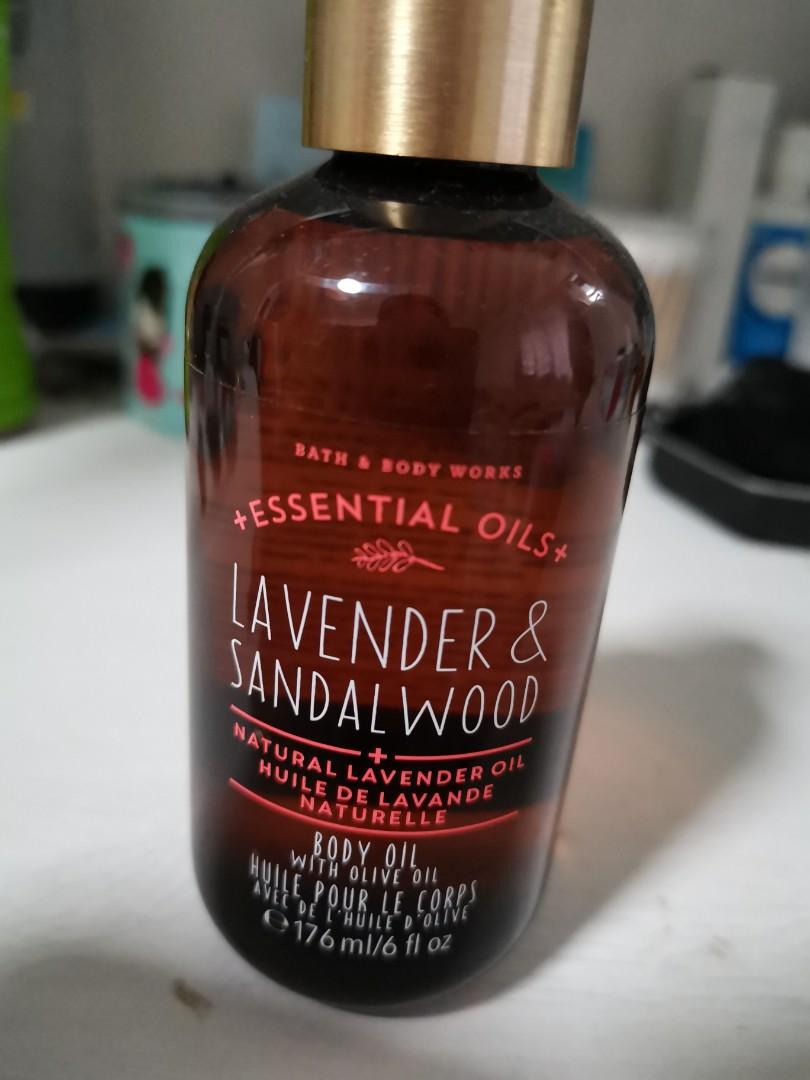 BATH & BODY WORKS
+ESSENTIAL OILS+
LAVENDER &
SANDALWOOD
NATURAL LAVENDER OIL
HUILE DE LAVANDE
NATURELLE
BODY OIL
WITH OLIVE OIL
HUILE POUR LE CORPS
AVEC DE L'HUILE D'OLIVE
℮ 176 ml/6 fl oz